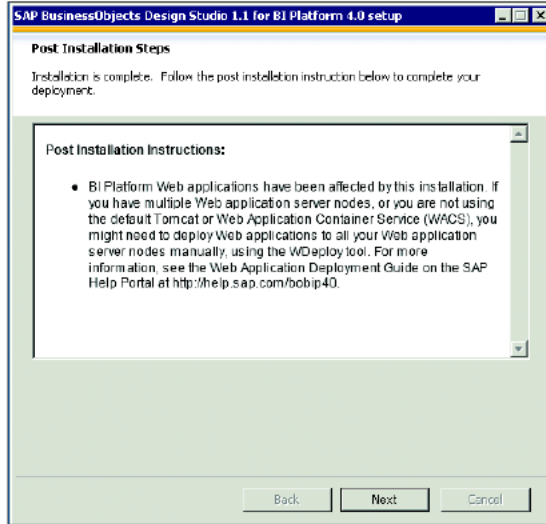 SAP BusinessObjects Design Studio 1.1 for BI Platform 4.0 setup
Post Installation Steps
Installation is complete. Follow the post installation instruction below to complete your
deployment.
Post Installation Instructions:
• BI Platform Web applications have been affected by this installation. If
you have multiple Web application server nodes, or you are not using
the default Tomcat or Web Application Container Service (WACS), you
might need to deploy Web applications to all your Web application
server nodes manually, using the WDeploy tool. For more
information, see the Web Application Deployment Guide on the SAP
Help Portal at http://help.sap.com/bobip40.
Back Next Cancel